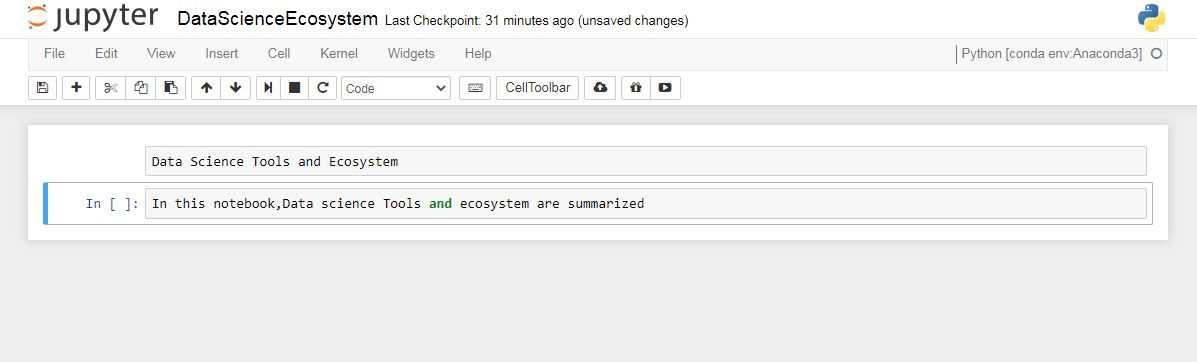 jupyter DataScienceEcosystem Last Checkpoint: 31 minutes ago (unsaved changes)
File Edit View Insert Cell Kernel Widgets Help Python [conda env:Anaconda3]
Code CellToolbar
Data Science Tools and Ecosystem
In [ ]: In this notebook,Data science Tools and ecosystem are summarized